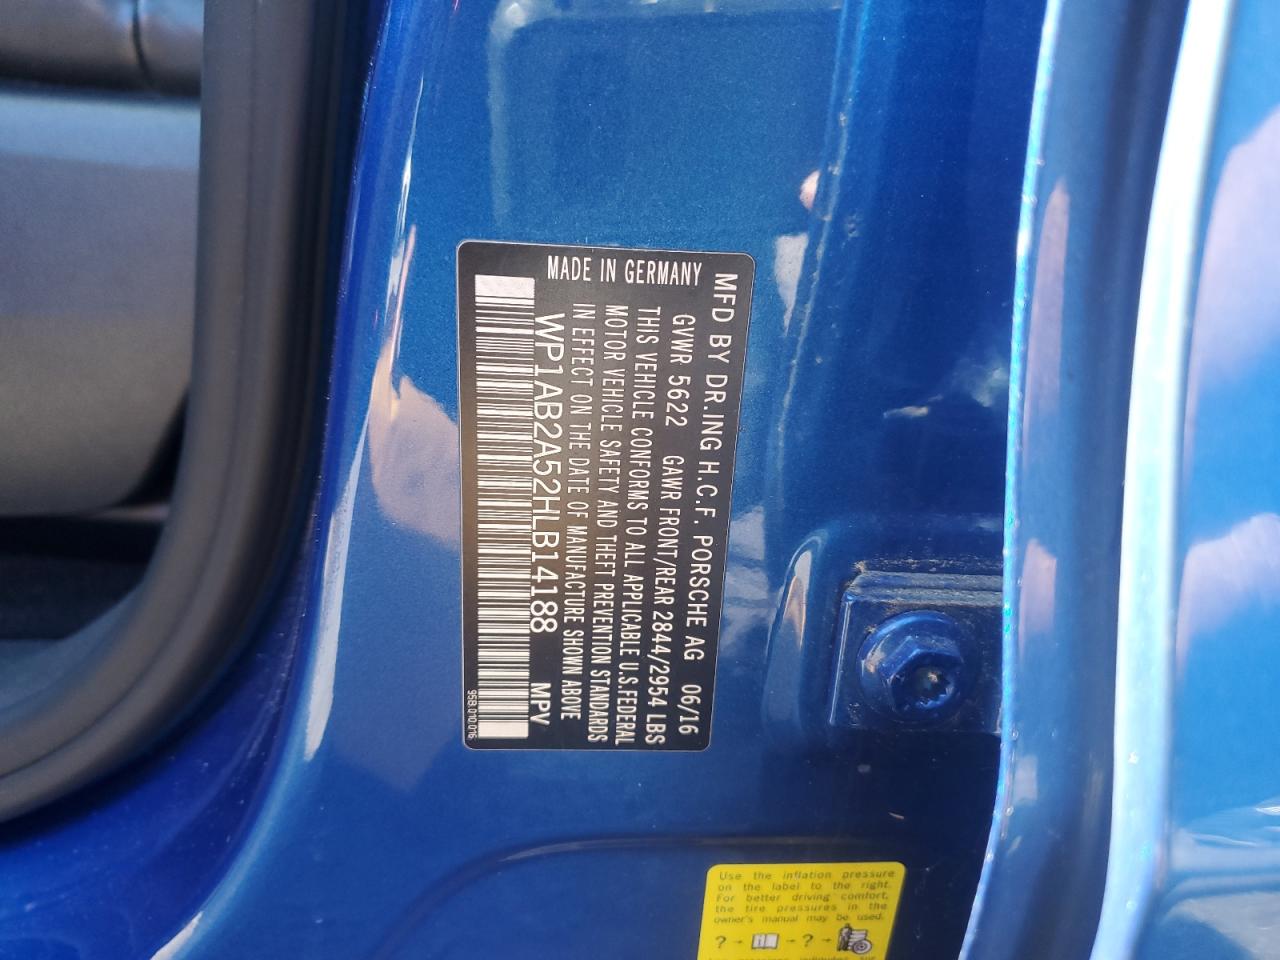 MFD BY DR.ING H.C.F. PORSCHE AG 06/16
GVWR 5622 GAWR FRONT/REAR 2844/2954 LBS
THIS VEHICLE CONFORMS TO ALL APPLICABLE U.S.FEDERAL
MOTOR VEHICLE SAFETY AND THEFT PREVENTION STANDARDS
IN EFFECT ON THE DATE OF MANUFACTURE SHOWN ABOVE
WP1AB2A52HLB14188 MPV
95B.010.016
MADE IN GERMANY
Use the inflation pressure
on the label to the right.
For better driving comfort,
the tire pressures in the
owner's manual may be used.
? - i - ? -